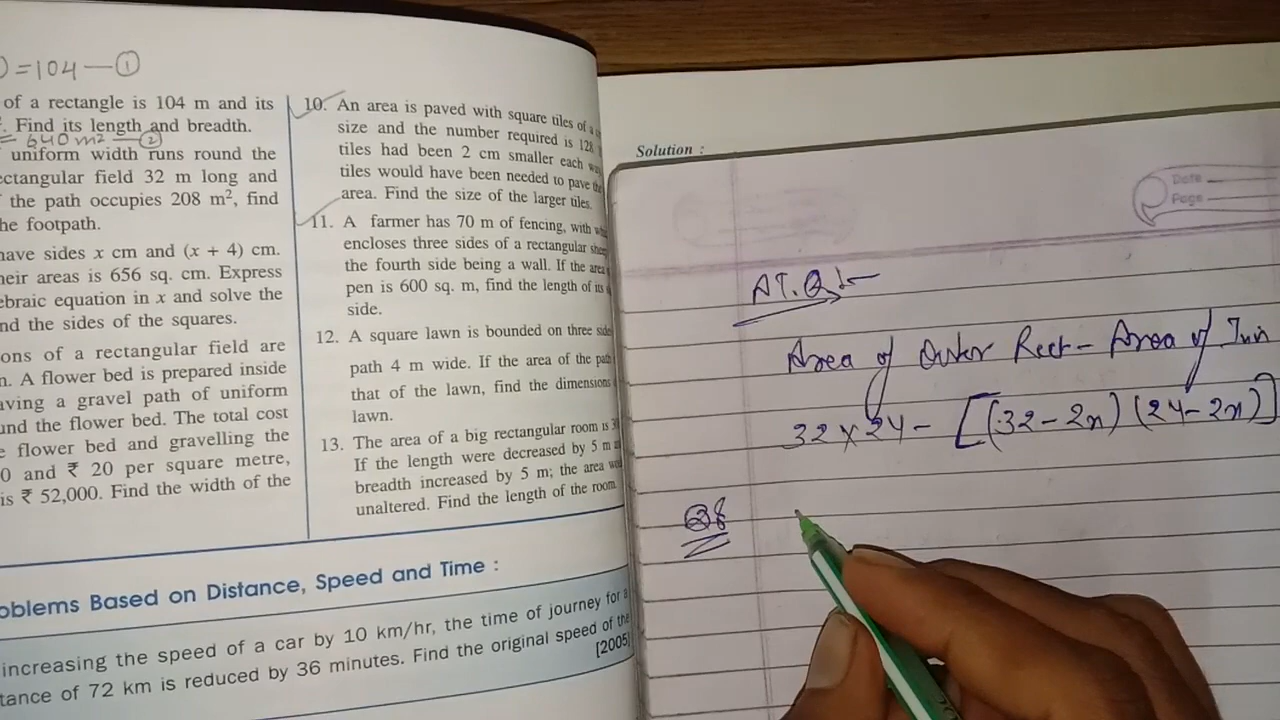 ) = 104 — ①
of a rectangle is 104 m and its
. Find its length and breadth.
= 640 m² — ②
uniform width runs round the
ectangular field 32 m long and
the path occupies 208 m², find
he footpath.
have sides x cm and (x + 4) cm.
heir areas is 656 sq. cm. Express
ebraic equation in x and solve the
nd the sides of the squares.
ons of a rectangular field are
n. A flower bed is prepared inside
aving a gravel path of uniform
und the flower bed. The total cost
e flower bed and gravelling the
0 and ₹ 20 per square metre,
is ₹ 52,000. Find the width of the
10. An area is paved with square tiles of a
size and the number required is 128
tiles had been 2 cm smaller each way
tiles would have been needed to pave the
area. Find the size of the larger tiles.
11. A farmer has 70 m of fencing, with
encloses three sides of a rectangular
the fourth side being a wall. If the area
pen is 600 sq. m, find the length of its
side.
12. A square lawn is bounded on three
path 4 m wide. If the area of the
that of the lawn, find the dimensions
lawn.
13. The area of a big rectangular room is
If the length were decreased by 5 m
breadth increased by 5 m; the area
unaltered. Find the length of the room.
oblems Based on Distance, Speed and Time :
increasing the speed of a car by 10 km/hr, the time of journey for a
tance of 72 km is reduced by 36 minutes. Find the original speed of the
[2005]
Solution :
Date
Page
AT.Q:-
Area of Outer Rect - Area of Inn
32 x 24 - [(32 - 2x) (24 - 2x)]
Q8